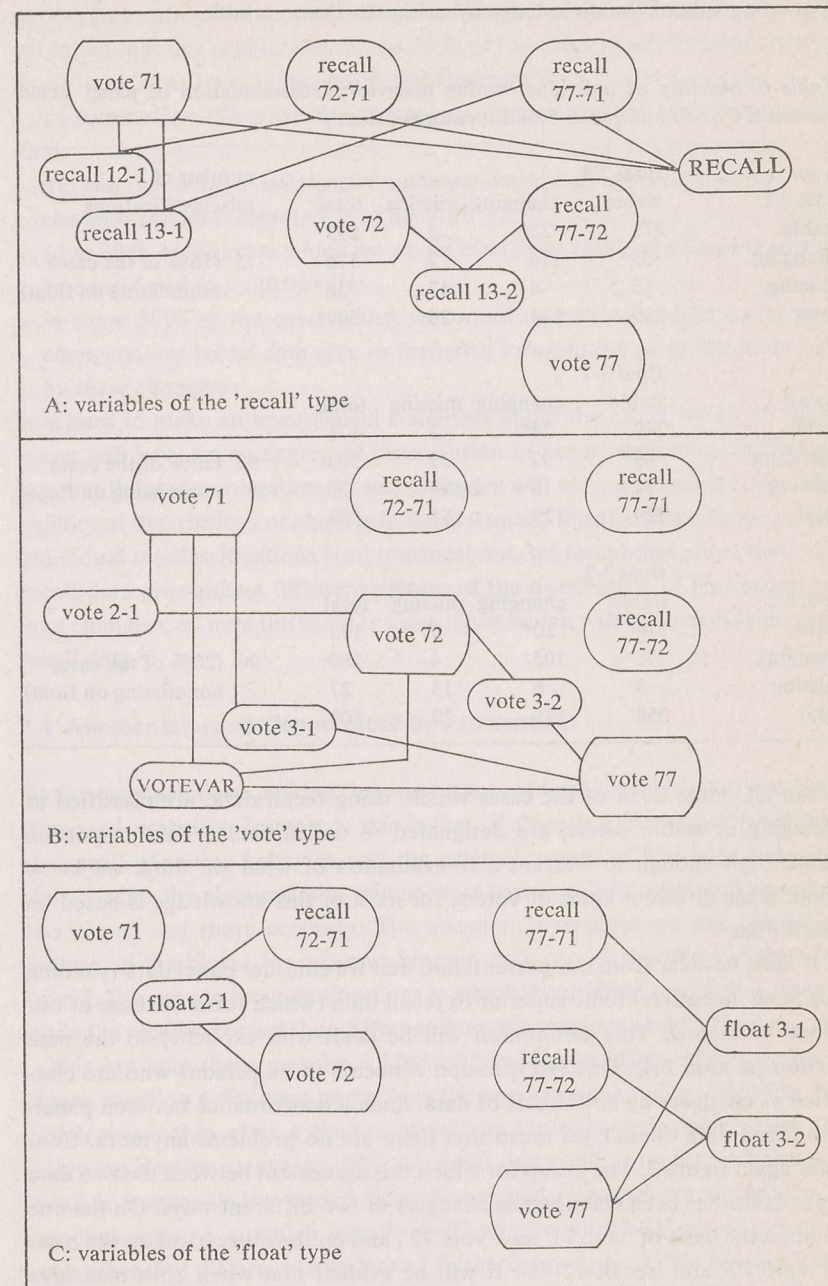 vote 71
recall
72-71
recall
77-71
recall 12-1
RECALL
recall 13-1
vote 72
recall
77-72
recall 13-2
vote 77
A: variables of the 'recall' type
vote 71
recall
72-71
recall
77-71
vote 2-1
vote 72
recall
77-72
vote 3-2
vote 3-1
vote 77
VOTEVAR
B: variables of the 'vote' type
vote 71
recall
72-71
recall
77-71
float 2-1
float 3-1
vote 72
recall
77-72
float 3-2
vote 77
C: variables of the 'float' type